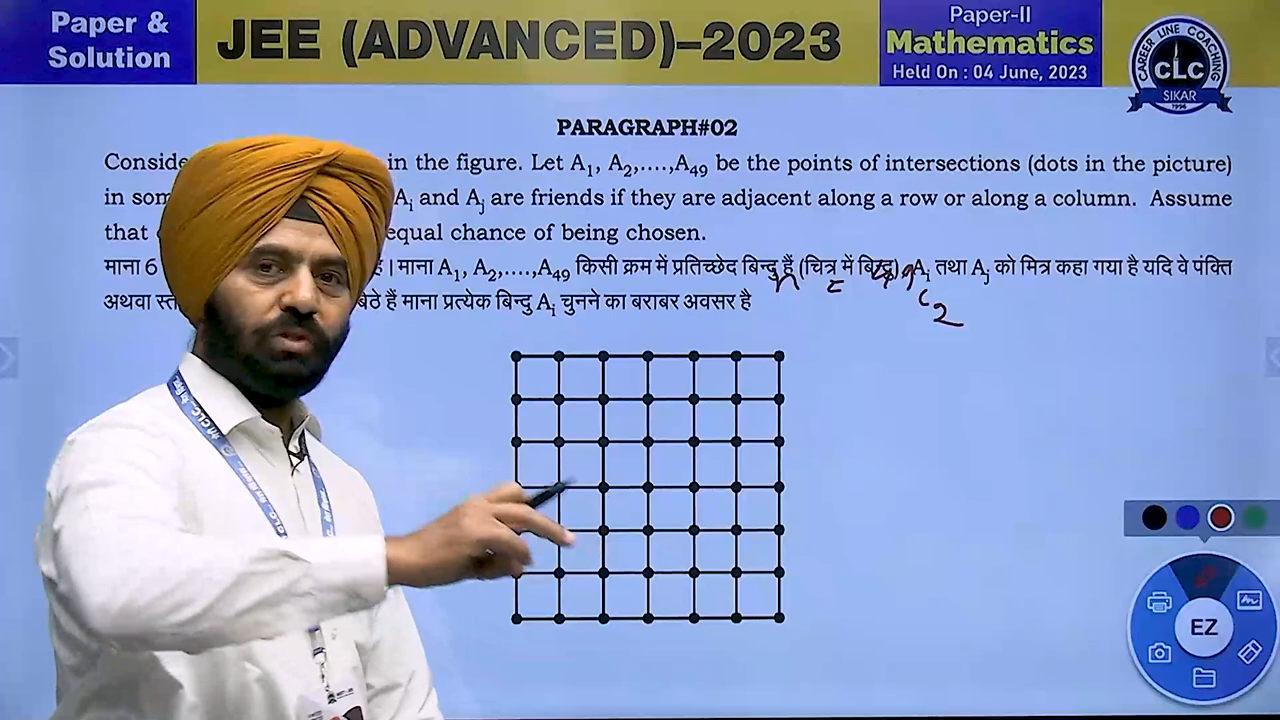 Paper &
Solution
JEE (ADVANCED)–2023
Paper-II
Mathematics
Held On : 04 June, 2023
CAREER LINE COACHING
CLC
SIKAR
1996
PARAGRAPH#02
in the figure. Let A1, A2,....,A49 be the points of intersections (dots in the picture)
Ai and Aj are friends if they are adjacent along a row or along a column. Assume
that equal chance of being chosen.
माना 6 है। माना A1, A2,....,A49 किसी क्रम में प्रतिच्छेद बिन्दु हैं (चित्र में बिन्दु) Ai तथा Aj को मित्र कहा गया है यदि वे पंक्ति
अथवा बैठे हैं माना प्रत्येक बिन्दु Ai चुनने का बराबर अवसर है
n = 49
C2
EZ
CLC